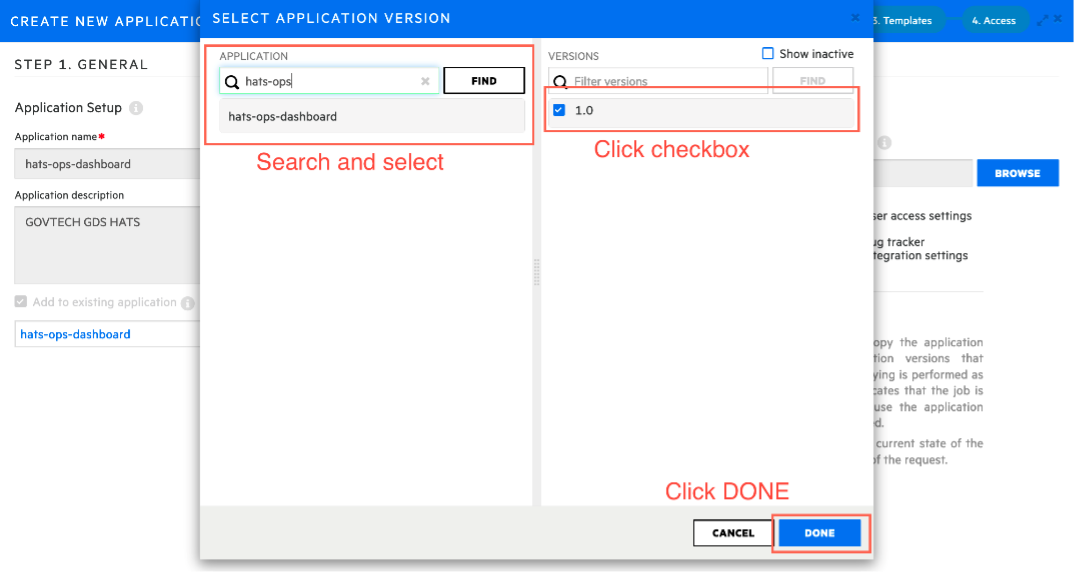 CREATE NEW APPLICATIO
SELECT APPLICATION VERSION
Templates
4. Access
STEP 1. GENERAL
Application Setup
Application name*
hats-ops-dashboard
Application description
GOVTECH GDS HATS
Add to existing application
hats-ops-dashboard
APPLICATION
hats-ops
FIND
hats-ops-dashboard
Search and select
VERSIONS
Show inactive
Filter versions
FIND
1.0
Click checkbox
Click DONE
CANCEL
DONE
BROWSE
ser access settings
ug tracker
tegration settings
opy the application
tion versions that
ying is performed as
cates that the job is
use the application
ed.
current state of the
of the request.